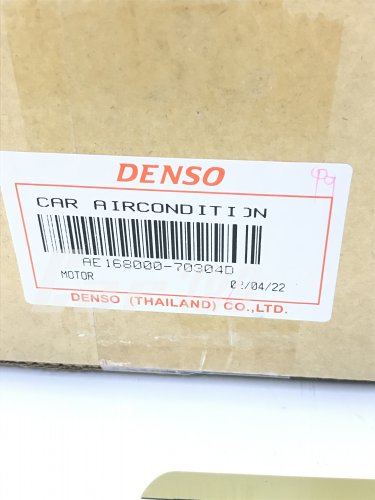 DENSO
CAR AIRCONDITION
AE168000-70304D
MOTOR
DENSO (THAILAND) CO.,LTD.